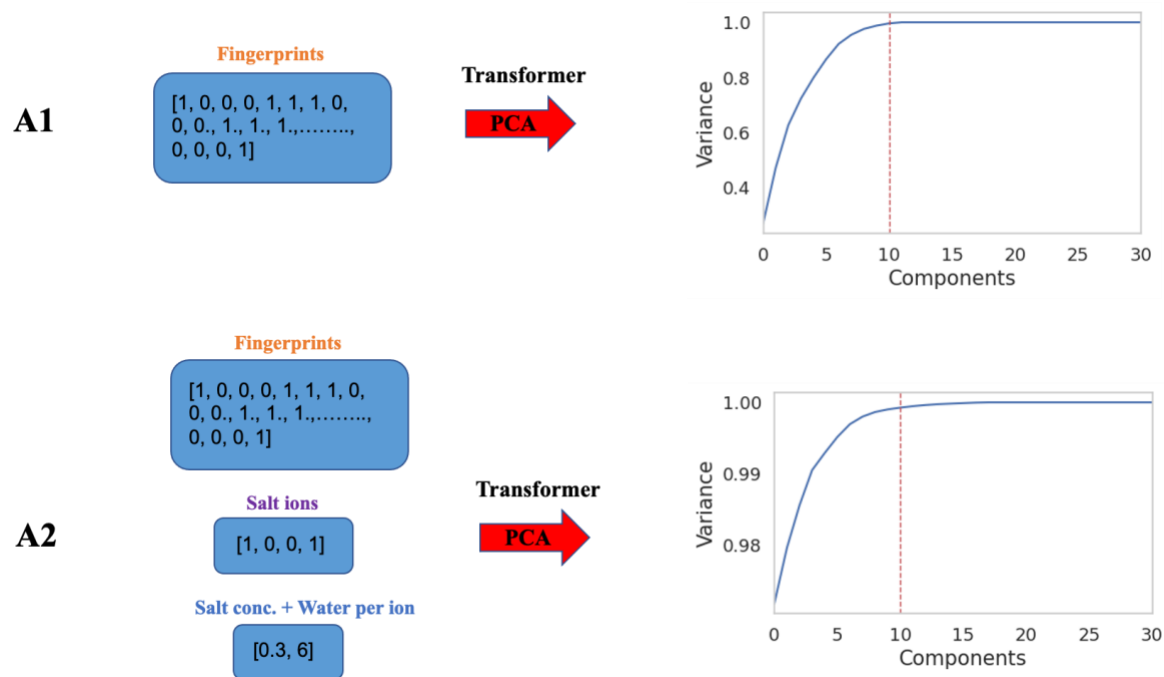 A1
Fingerprints
[1, 0, 0, 0, 1, 1, 1, 0,
0, 0., 1., 1., 1.,........,
0, 0, 0, 1]
Transformer
PCA
1.0
0.8
0.6
0.4
Variance
0 5 10 15 20 25 30
Components
A2
Fingerprints
[1, 0, 0, 0, 1, 1, 1, 0,
0, 0., 1., 1., 1.,........,
0, 0, 0, 1]
Salt ions
[1, 0, 0, 1]
Salt conc. + Water per ion
[0.3, 6]
Transformer
PCA
1.00
0.99
0.98
Variance
0 5 10 15 20 25 30
Components